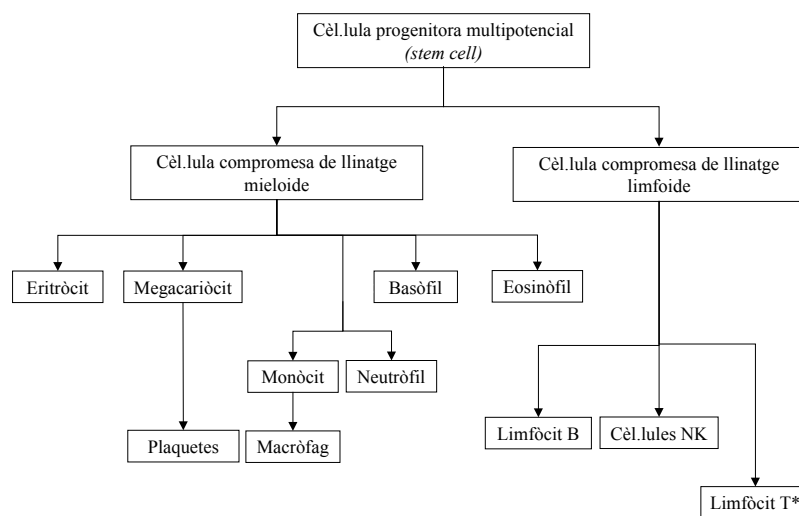 Cèl.lula progenitora multipotencial
(stem cell)
Cèl.lula compromesa de llinatge
mieloide
Cèl.lula compromesa de llinatge
limfoide
Eritròcit
Megacariòcit
Basòfil
Eosinòfil
Monòcit
Neutròfil
Plaquetes
Macròfag
Limfòcit B
Cèl.lules NK
Limfòcit T*